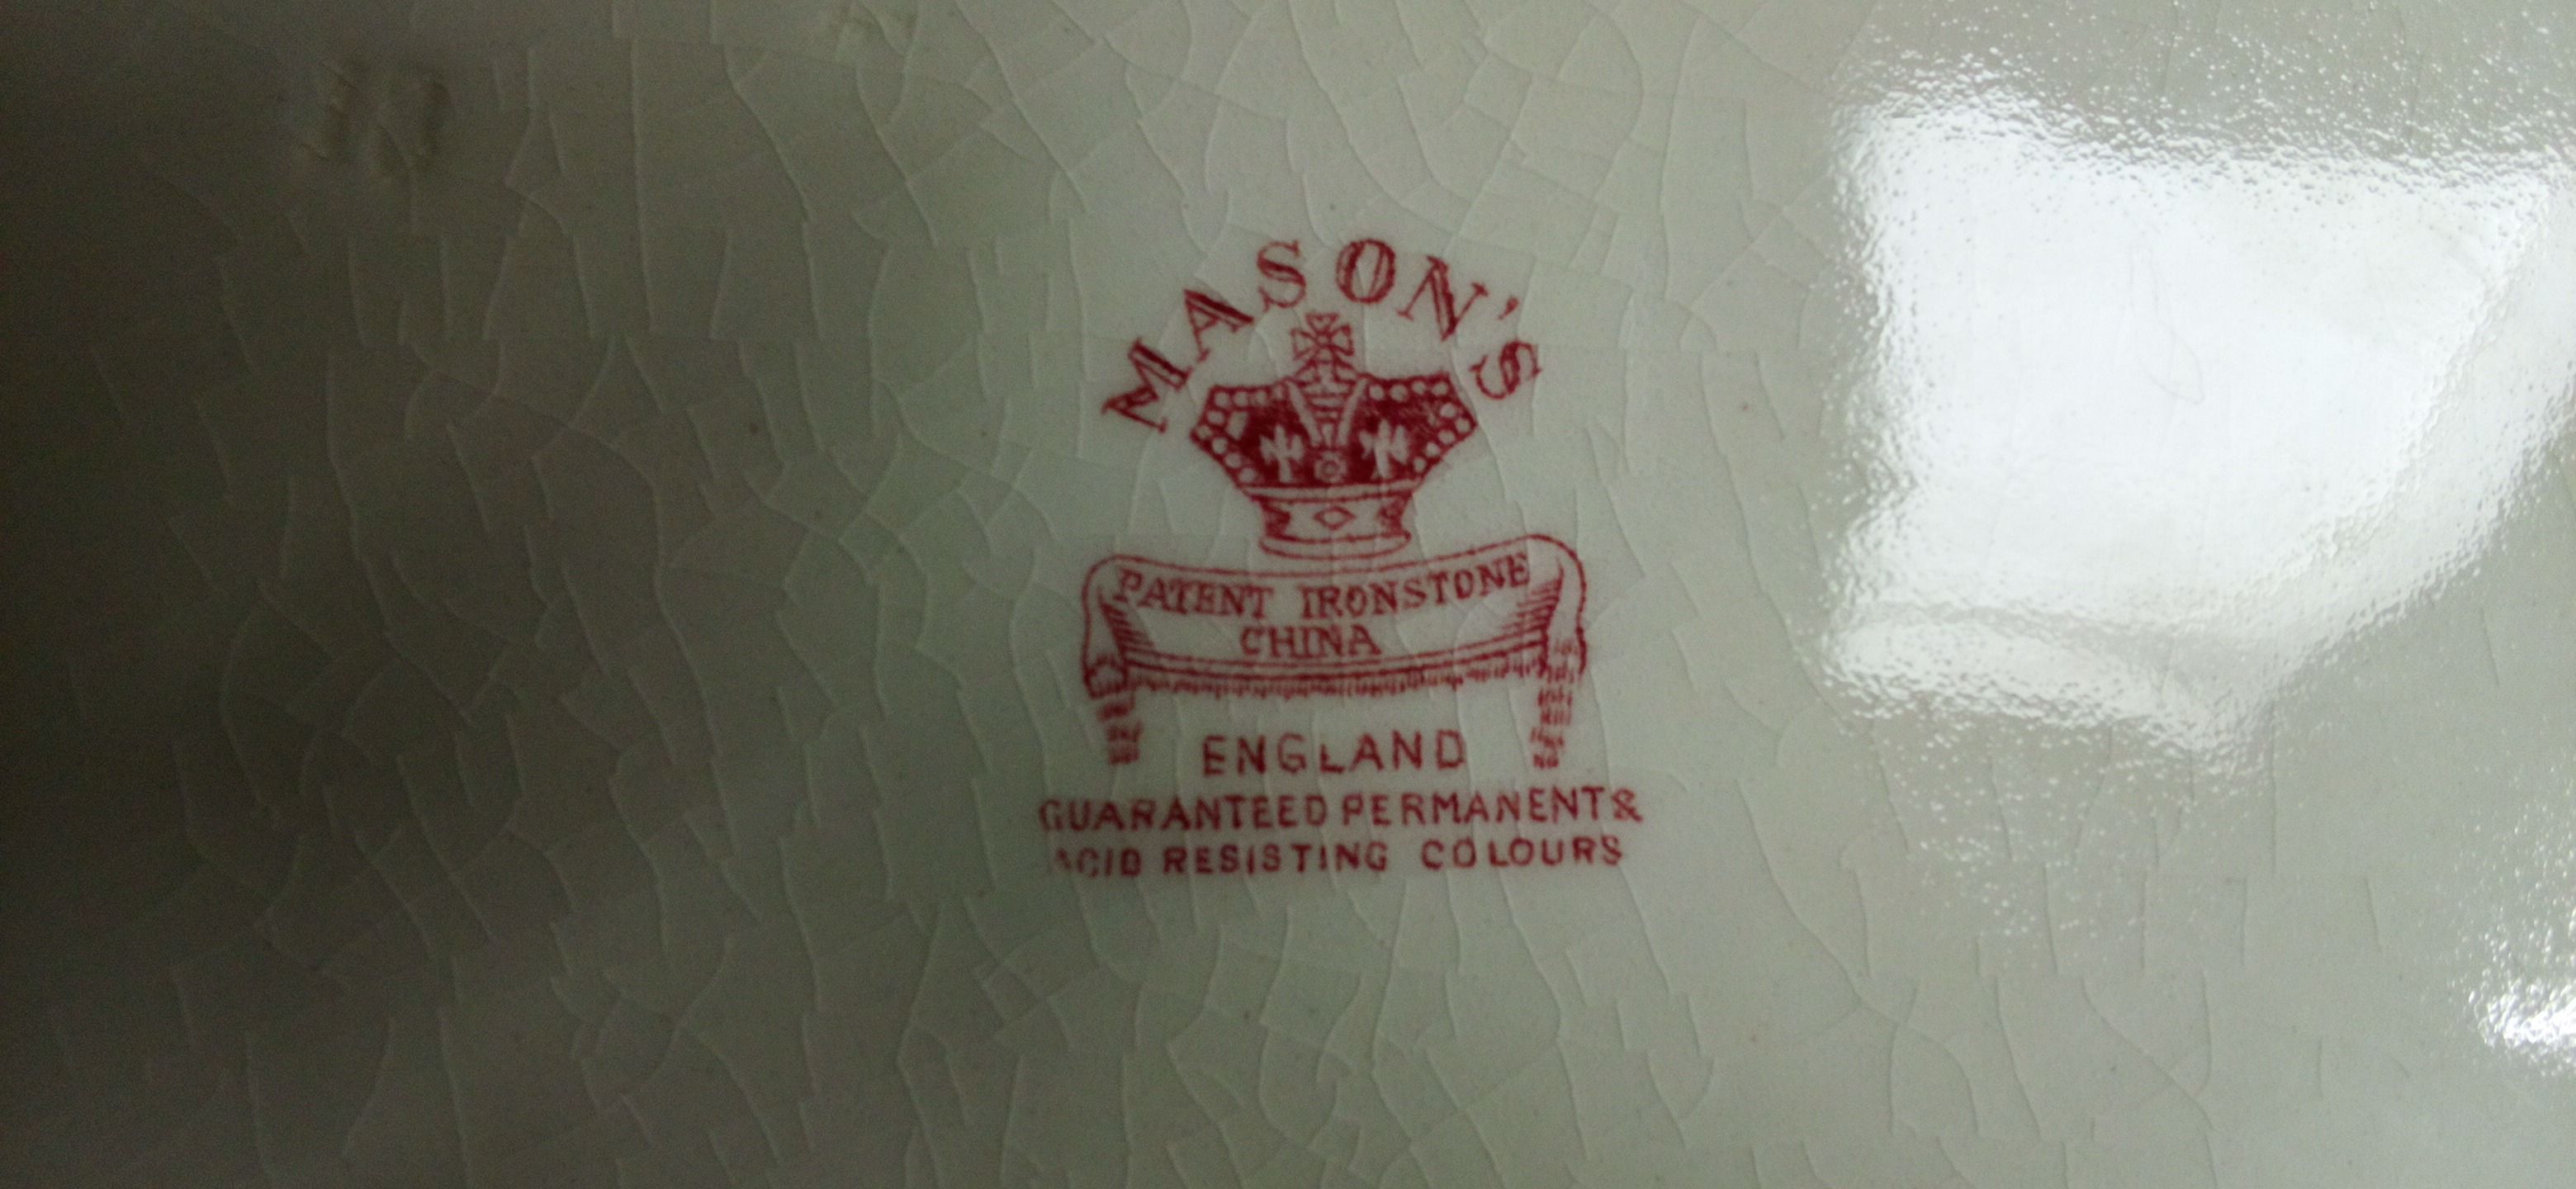 MASON'S
PATENT IRONSTONE
CHINA
ENGLAND
GUARANTEED PERMANENT &
ACID RESISTING COLOURS